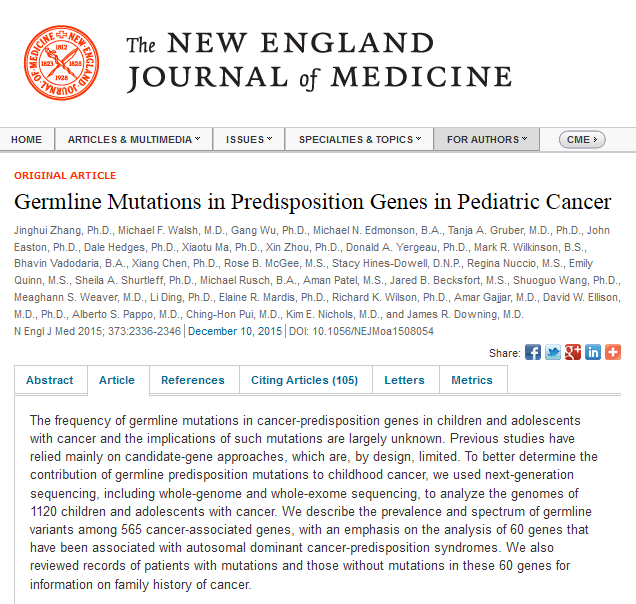 JOURNAL OF MEDICINE
NEW ENGLAND
1812
1823
1828
1928
The NEW ENGLAND
JOURNAL of MEDICINE
HOME ARTICLES & MULTIMEDIA ISSUES SPECIALTIES & TOPICS FOR AUTHORS CME
ORIGINAL ARTICLE
Germline Mutations in Predisposition Genes in Pediatric Cancer
Jinghui Zhang, Ph.D., Michael F. Walsh, M.D., Gang Wu, Ph.D., Michael N. Edmonson, B.A., Tanja A. Gruber, M.D., Ph.D., John
Easton, Ph.D., Dale Hedges, Ph.D., Xiaotu Ma, Ph.D., Xin Zhou, Ph.D., Donald A. Yergeau, Ph.D., Mark R. Wilkinson, B.S.,
Bhavin Vadodaria, B.A., Xiang Chen, Ph.D., Rose B. McGee, M.S., Stacy Hines-Dowell, D.N.P., Regina Nuccio, M.S., Emily
Quinn, M.S., Sheila A. Shurtleff, Ph.D., Michael Rusch, B.A., Aman Patel, M.S., Jared B. Becksfort, M.S., Shuoguo Wang, Ph.D.,
Meaghann S. Weaver, M.D., Li Ding, Ph.D., Elaine R. Mardis, Ph.D., Richard K. Wilson, Ph.D., Amar Gajjar, M.D., David W. Ellison,
M.D., Ph.D., Alberto S. Pappo, M.D., Ching-Hon Pui, M.D., Kim E. Nichols, M.D., and James R. Downing, M.D.
N Engl J Med 2015; 373:2336-2346 | December 10, 2015 | DOI: 10.1056/NEJMoa1508054
Share: f g+1 in +
Abstract Article References Citing Articles (105) Letters Metrics
The frequency of germline mutations in cancer-predisposition genes in children and adolescents
with cancer and the implications of such mutations are largely unknown. Previous studies have
relied mainly on candidate-gene approaches, which are, by design, limited. To better determine the
contribution of germline predisposition mutations to childhood cancer, we used next-generation
sequencing, including whole-genome and whole-exome sequencing, to analyze the genomes of
1120 children and adolescents with cancer. We describe the prevalence and spectrum of germline
variants among 565 cancer-associated genes, with an emphasis on the analysis of 60 genes that
have been associated with autosomal dominant cancer-predisposition syndromes. We also
reviewed records of patients with mutations and those without mutations in these 60 genes for
information on family history of cancer.